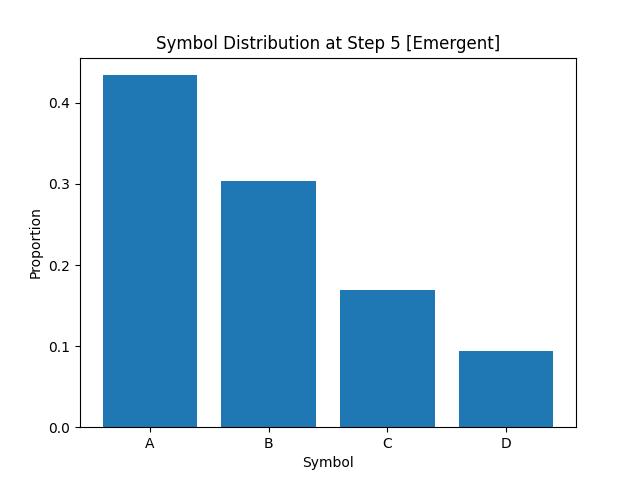 Symbol Distribution at Step 5 [Emergent]
0.4
0.3
0.2
0.1
0.0
Proportion
A B C D
Symbol